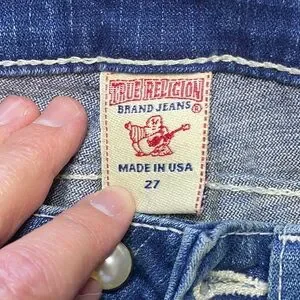 TRUE RELIGION
BRAND JEANS ®
MADE IN USA
27